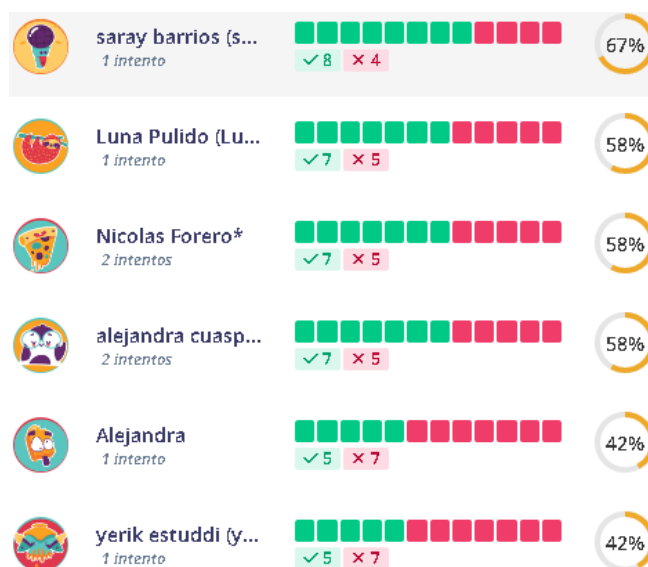 saray barrios (s...
1 intento
✓ 8 ✕ 4
67%
Luna Pulido (Lu...
1 intento
✓ 7 ✕ 5
58%
Nicolas Forero*
2 intentos
✓ 7 ✕ 5
58%
alejandra cuasp...
2 intentos
✓ 7 ✕ 5
58%
Alejandra
1 intento
✓ 5 ✕ 7
42%
yerik estuddi (y...
1 intento
✓ 5 ✕ 7
42%